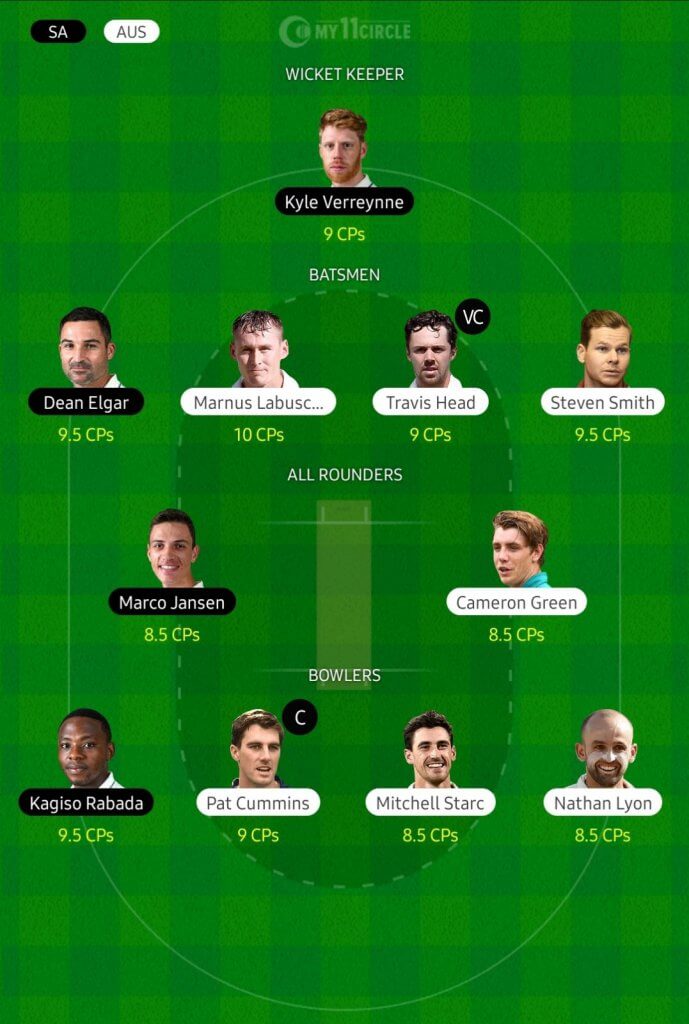 SA AUS
MY11CIRCLE
WICKET KEEPER
Kyle Verreynne
9 CPs
BATSMEN
VC
Dean Elgar Marnus Labusc... Travis Head Steven Smith
9.5 CPs 10 CPs 9 CPs 9.5 CPs
ALL ROUNDERS
Marco Jansen Cameron Green
8.5 CPs 8.5 CPs
BOWLERS
C
Kagiso Rabada Pat Cummins Mitchell Starc Nathan Lyon
9.5 CPs 9 CPs 8.5 CPs 8.5 CPs